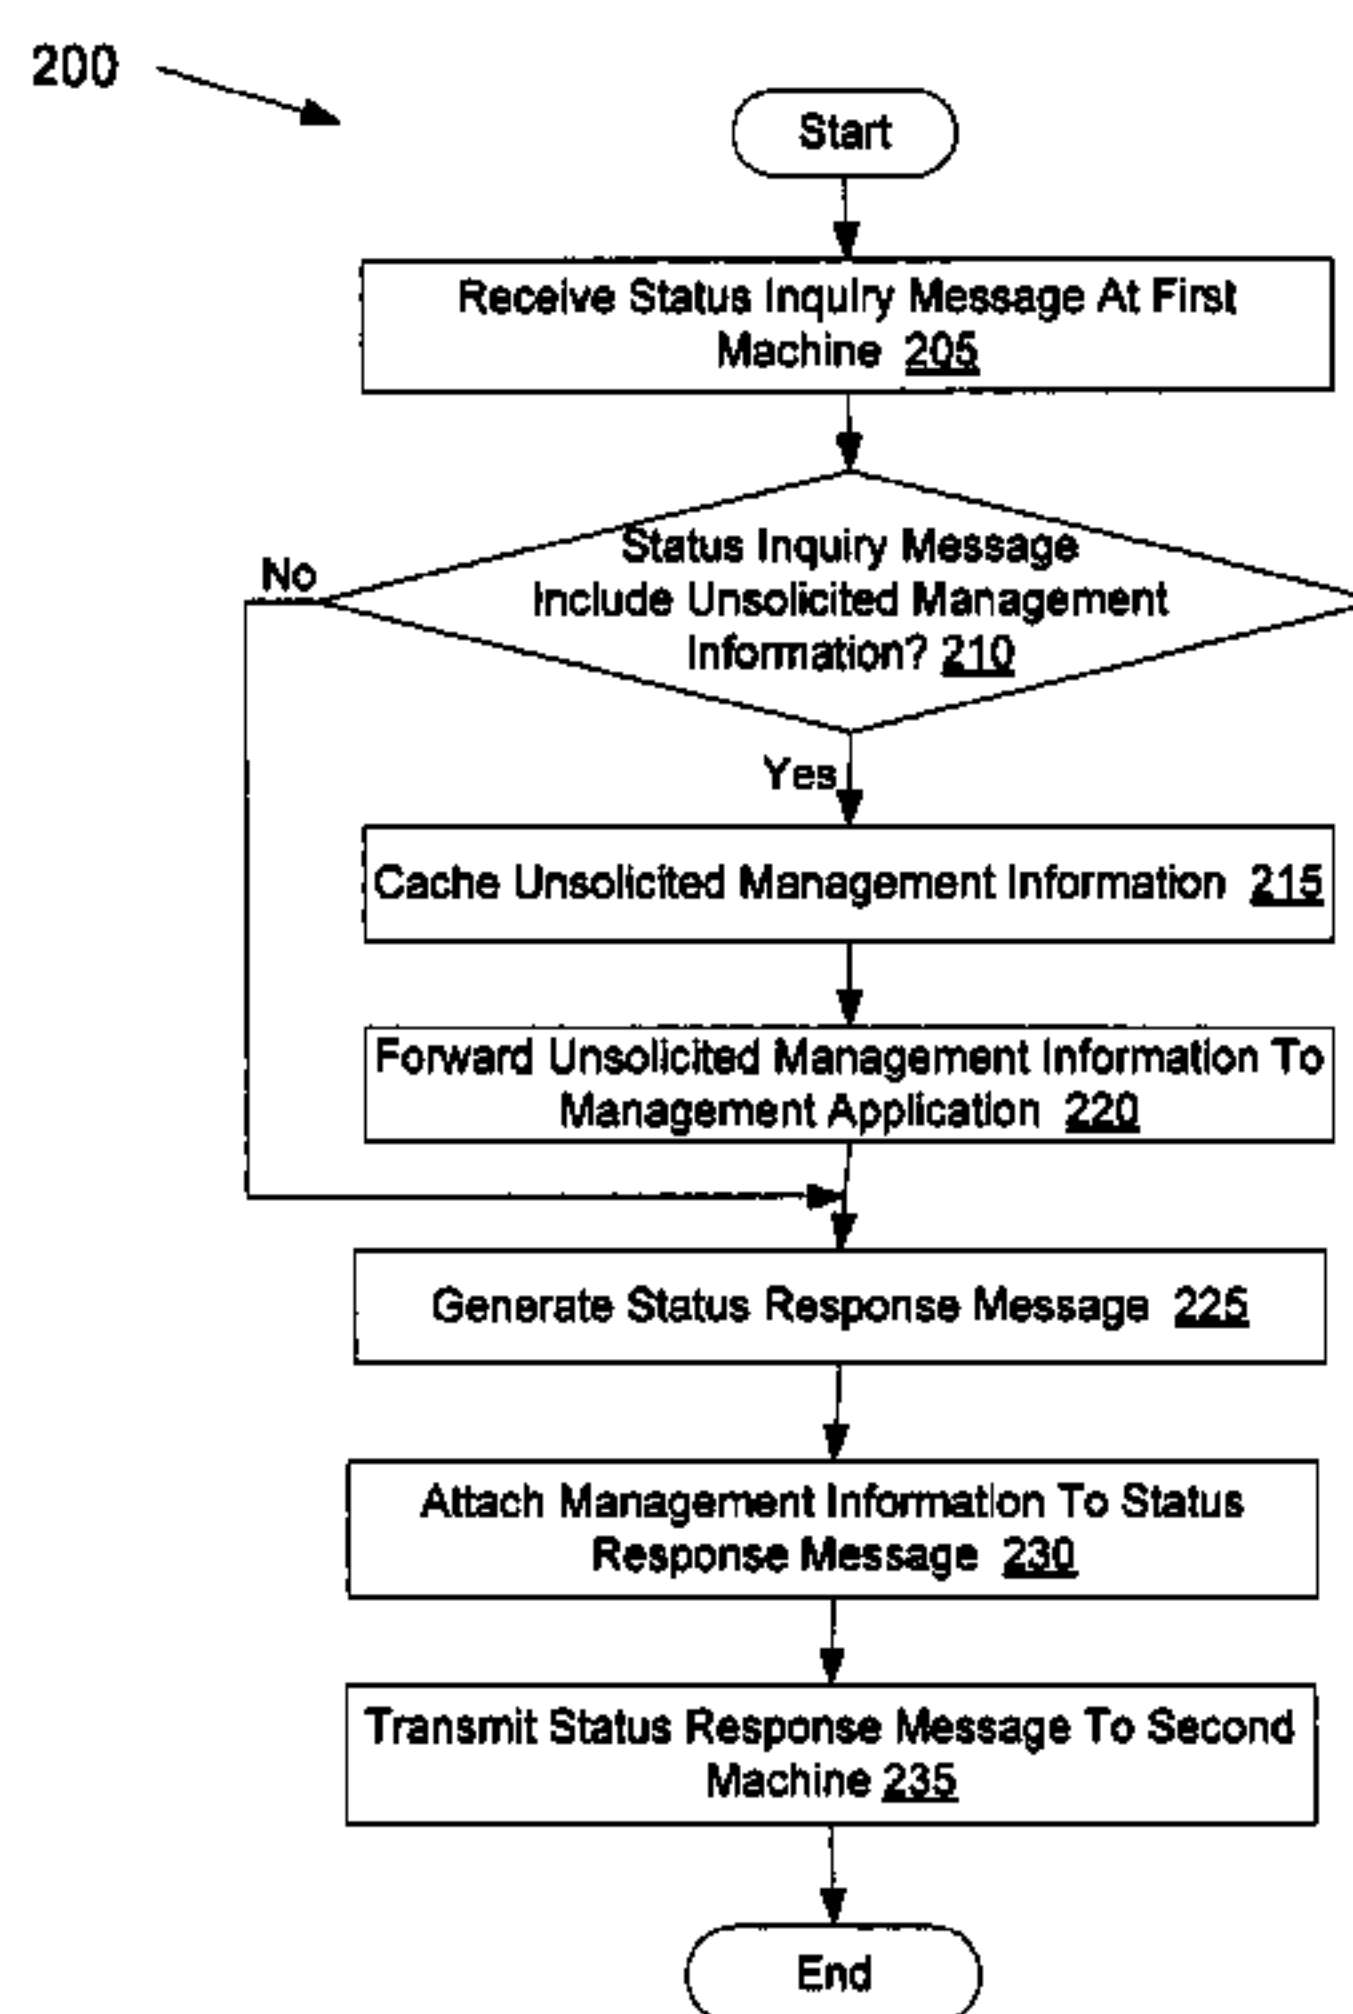 200
Start
Receive Status Inquiry Message At First
Machine 205
Status Inquiry Message
Include Unsolicited Management
Information? 210
No
Yes
Cache Unsolicited Management Information 215
Forward Unsolicited Management Information To
Management Application 220
Generate Status Response Message 225
Attach Management Information To Status
Response Message 230
Transmit Status Response Message To Second
Machine 235
End